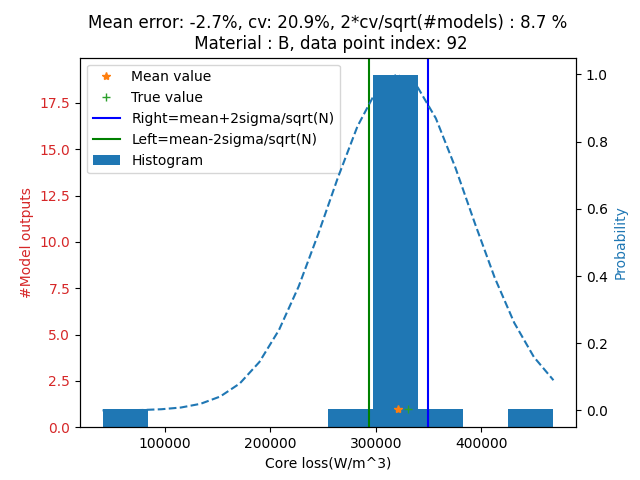 Mean error: -2.7%, cv: 20.9%, 2*cv/sqrt(#models) : 8.7 %
Material : B, data point index: 92
Mean value
True value
Right=mean+2sigma/sqrt(N)
Left=mean-2sigma/sqrt(N)
Histogram
#Model outputs
17.5
15.0
12.5
10.0
7.5
5.0
2.5
0.0
1.0
0.8
0.6
0.4
0.2
0.0
Probability
100000 200000 300000 400000
Core loss(W/m^3)